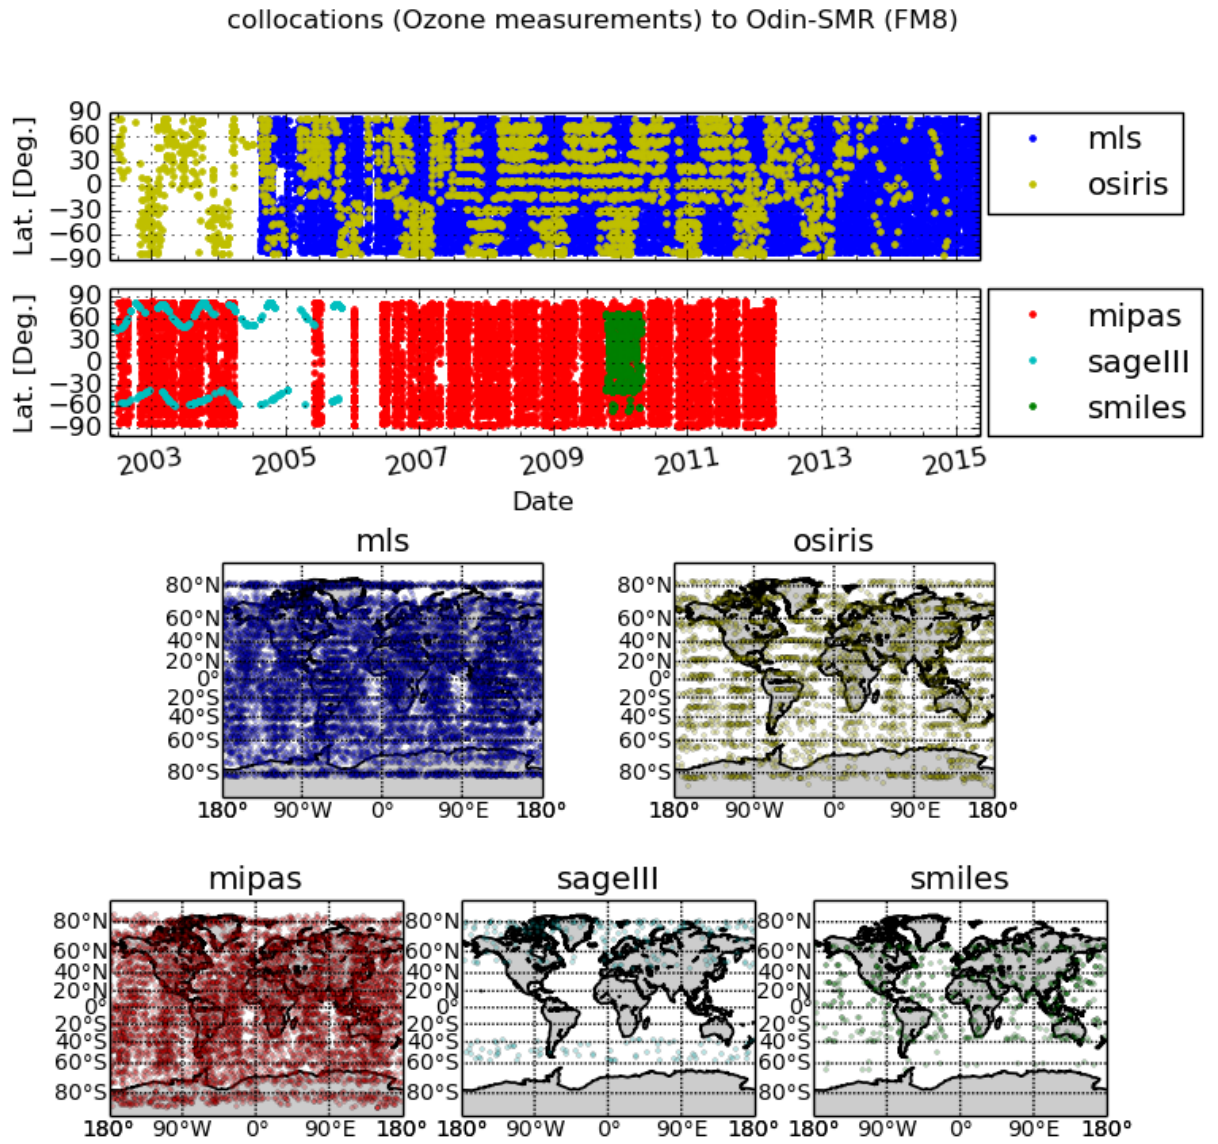 collocations (Ozone measurements) to Odin-SMR (FM8)
Lat. [Deg.]
90
60
30
0
−30
−60
−90
mls
osiris
Lat. [Deg.]
90
60
30
0
−30
−60
−90
mipas
sageIII
smiles
2003 2005 2007 2009 2011 2013 2015
Date
mls
80°N
60°N
40°N
20°N
0°
20°S
40°S
60°S
80°S
180° 90°W 0° 90°E 180°
osiris
80°N
60°N
40°N
20°N
0°
20°S
40°S
60°S
80°S
180° 90°W 0° 90°E 180°
mipas
80°N
60°N
40°N
20°N
0°
20°S
40°S
60°S
80°S
180° 90°W 0° 90°E 180°
sageIII
80°N
60°N
40°N
20°N
0°
20°S
40°S
60°S
80°S
180° 90°W 0° 90°E 180°
smiles
80°N
60°N
40°N
20°N
0°
20°S
40°S
60°S
80°S
180° 90°W 0° 90°E 180°